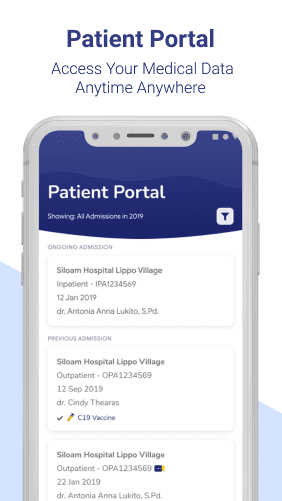 Patient Portal
Access Your Medical Data
Anytime Anywhere
Patient Portal
Showing: All Admissions in 2019
ONGOING ADMISSION
Siloam Hospital Lippo Village
Inpatient - IPA1234569
12 Jan 2019
dr. Antonia Anna Lukito, S.Pd.
PREVIOUS ADMISSION
Siloam Hospital Lippo Village
Outpatient - OPA1234569
12 Sep 2019
dr. Cindy Thearas
C19 Vaccine
Siloam Hospital Lippo Village
Outpatient - OPA1234569
22 Jan 2019
dr. Antonia Anna Lukito, S.Pd.